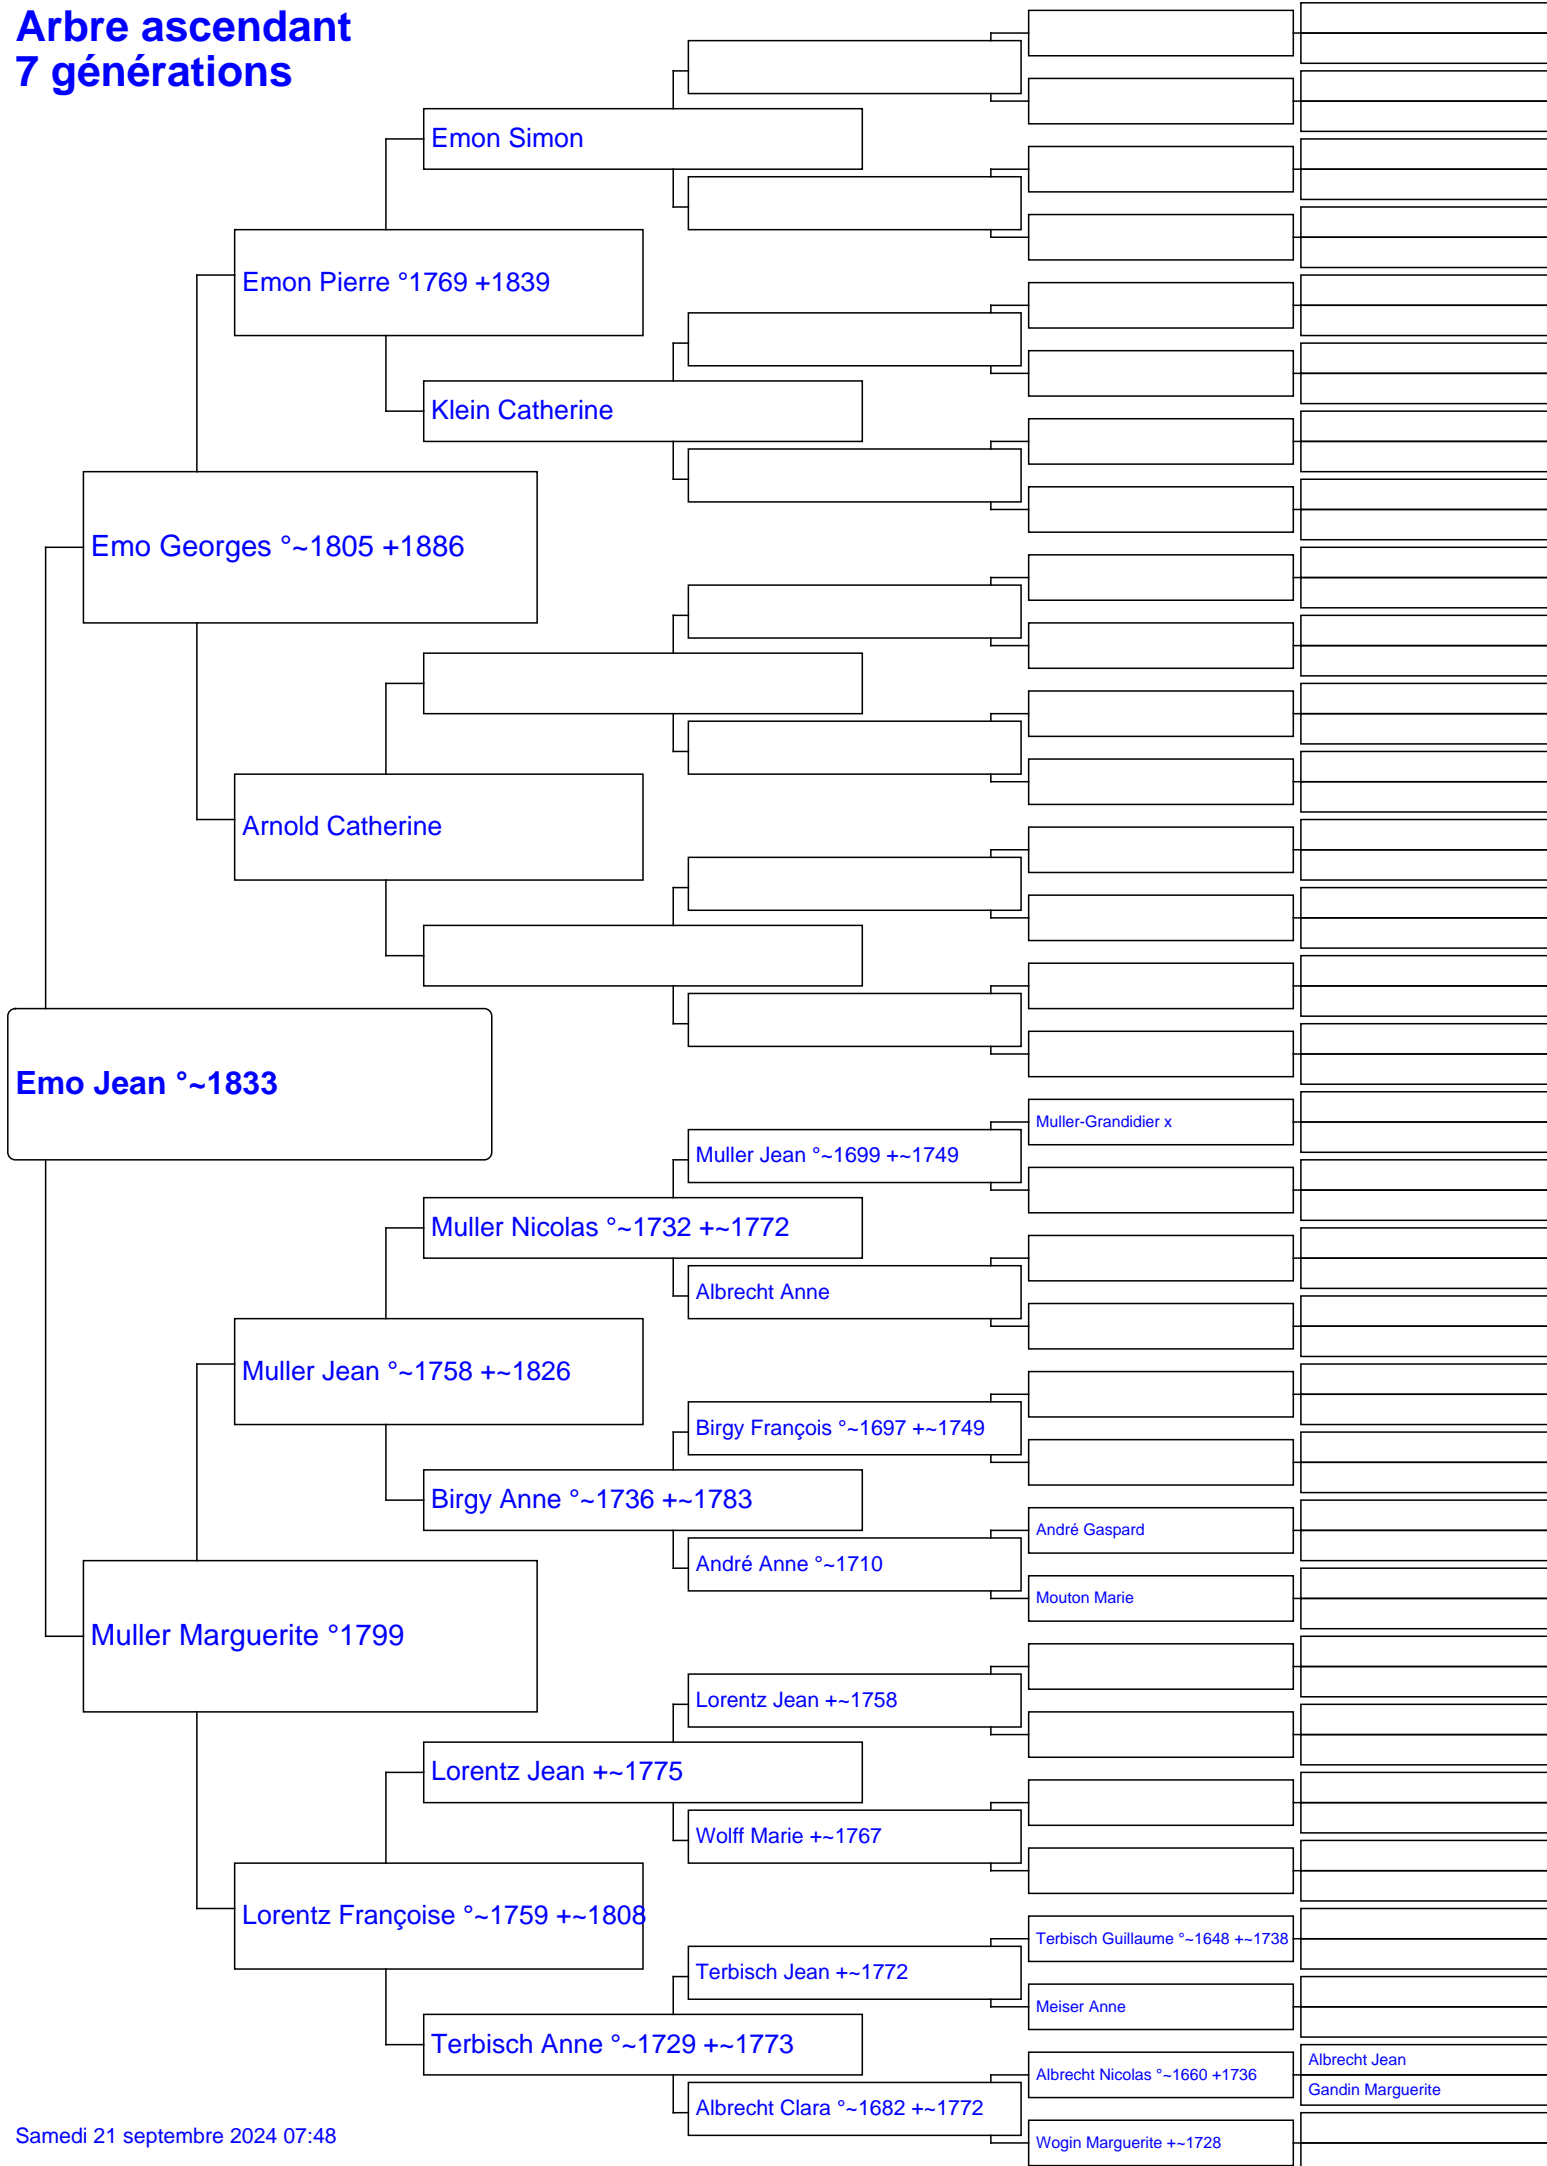 Arbre ascendant
7 générations
Emon Simon
Emon Pierre °1769 +1839
Klein Catherine
Emo Georges °~1805 +1886
Arnold Catherine
Emo Jean °~1833
Muller-Grandidier x
Muller Jean °~1699 +~1749
Muller Nicolas °~1732 +~1772
Albrecht Anne
Muller Jean °~1758 +~1826
Birgy François °~1697 +~1749
Birgy Anne °~1736 +~1783
André Gaspard
André Anne °~1710
Mouton Marie
Muller Marguerite °1799
Lorentz Jean +~1758
Lorentz Jean +~1775
Wolff Marie +~1767
Lorentz Françoise °~1759 +~1808
Terbisch Guillaume °~1648 +~1738
Terbisch Jean +~1772
Meiser Anne
Terbisch Anne °~1729 +~1773
Albrecht Nicolas °~1660 +1736
Albrecht Jean
Gandin Marguerite
Albrecht Clara °~1682 +~1772
Wogin Marguerite +~1728
Samedi 21 septembre 2024 07:48